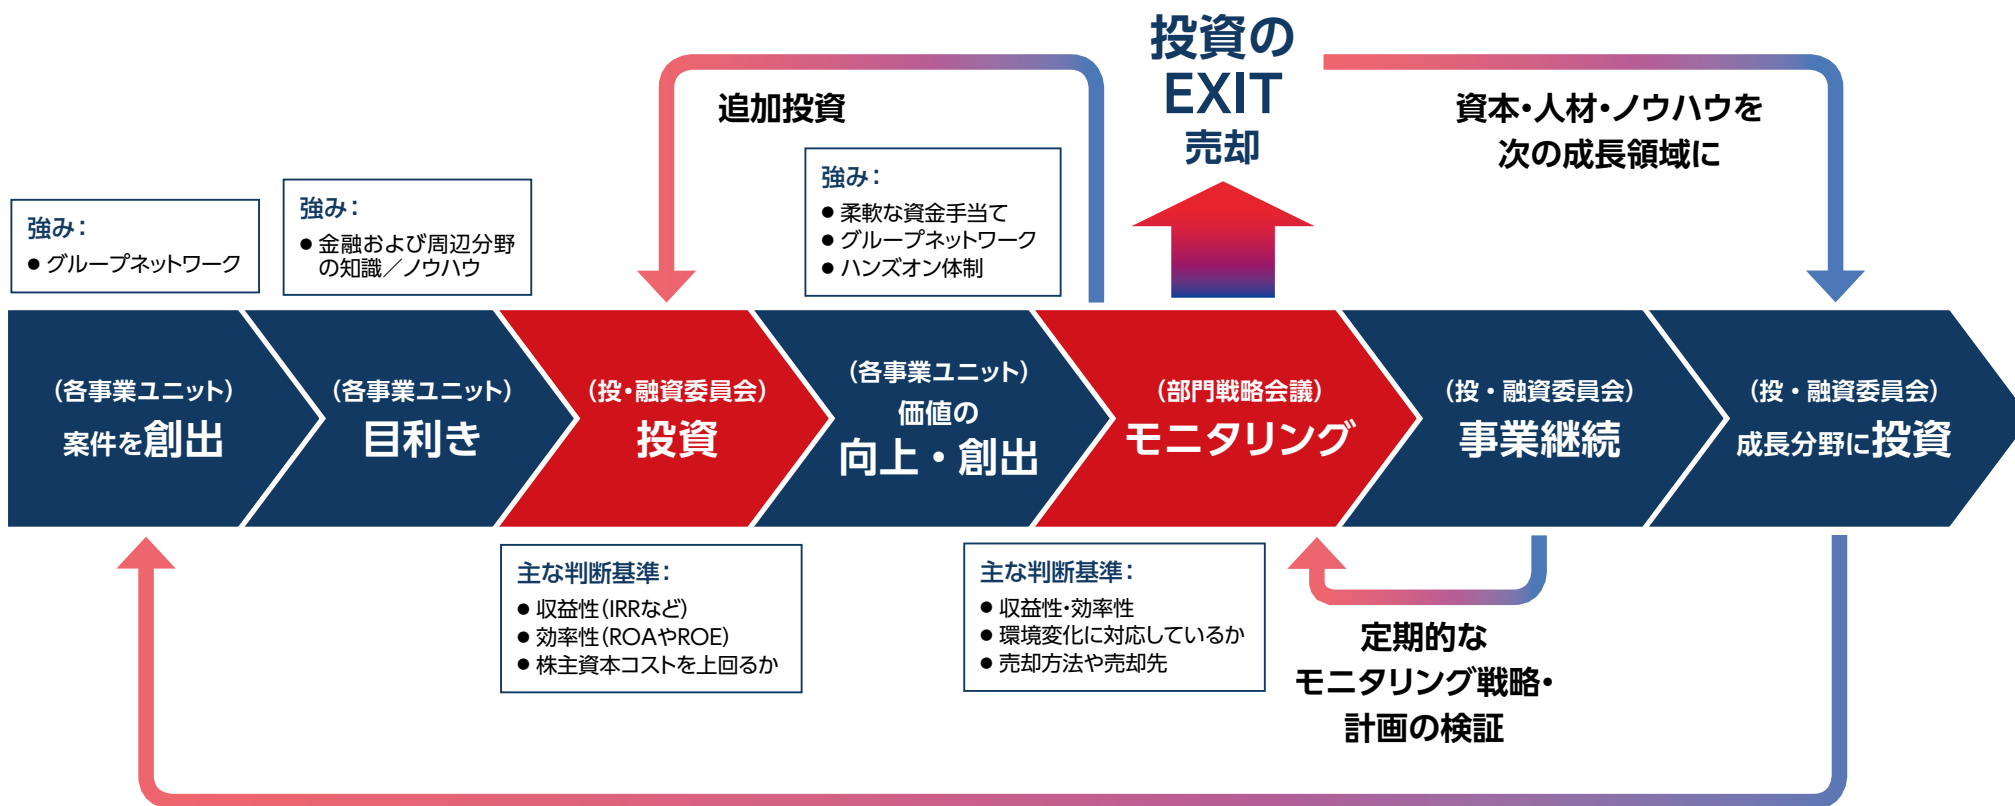 投資の
EXIT
売却
追加投資
資本・人材・ノウハウを
次の成長領域に
強み：
● グループネットワーク
強み：
● 金融および周辺分野
の知識／ノウハウ
強み：
● 柔軟な資金手当て
● グループネットワーク
● ハンズオン体制
（各事業ユニット）
案件を創出
（各事業ユニット）
目利き
（投・融資委員会）
投資
（各事業ユニット）
価値の
向上・創出
（部門戦略会議）
モニタリング
（投・融資委員会）
事業継続
（投・融資委員会）
成長分野に投資
主な判断基準：
● 収益性（IRRなど）
● 効率性（ROAやROE）
● 株主資本コストを上回るか
主な判断基準：
● 収益性・効率性
● 環境変化に対応しているか
● 売却方法や売却先
定期的な
モニタリング戦略・
計画の検証